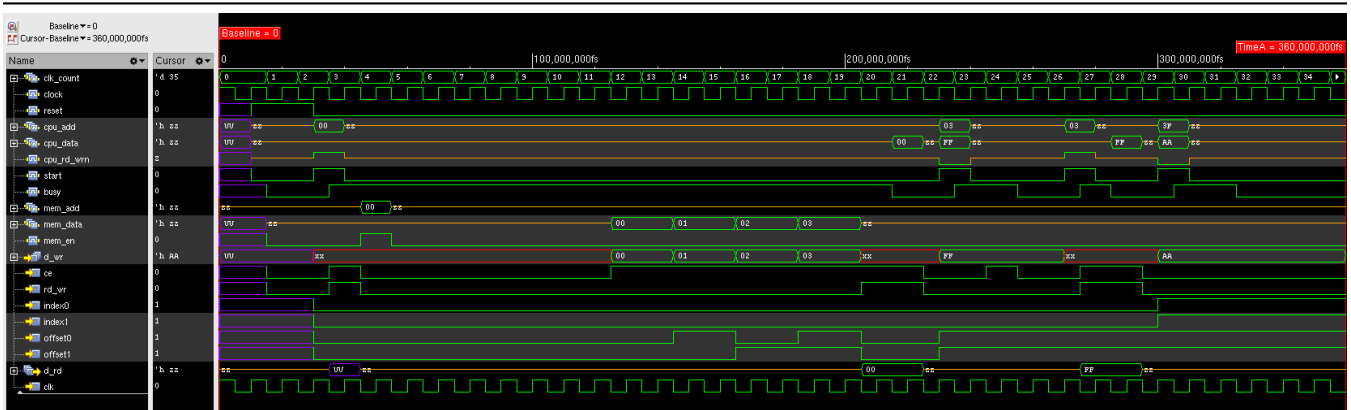 Baseline ▾ = 0
Cursor-Baseline ▾ = 360,000,000fs
Baseline = 0
TimeA = 360,000,000fs
Name Cursor 0 100,000,000fs 200,000,000fs 300,000,000fs
clk_count 'd 35 0 1 2 3 4 5 6 7 8 9 10 11 12 13 14 15 16 17 18 19 20 21 22 23 24 25 26 27 28 29 30 31 32 33 34
clock 0
reset 0
cpu_add 'h zz UU zz 00 zz 03 zz 03 zz 3F zz
cpu_data 'h zz UU zz 00 zz FF zz FF zz AA zz
cpu_rd_wrn z
start 0
busy 0
mem_add 'h zz zz 00 zz
mem_data 'h zz UU zz 00 01 02 03 zz
mem_en 0
d_wr 'h AA UU xx 00 01 02 03 xx FF xx AA
ce 0
rd_wr 0
index0 1
index1 1
offset0 1
offset1 1
d_rd 'h zz zz UU zz 00 zz FF zz
clk 0